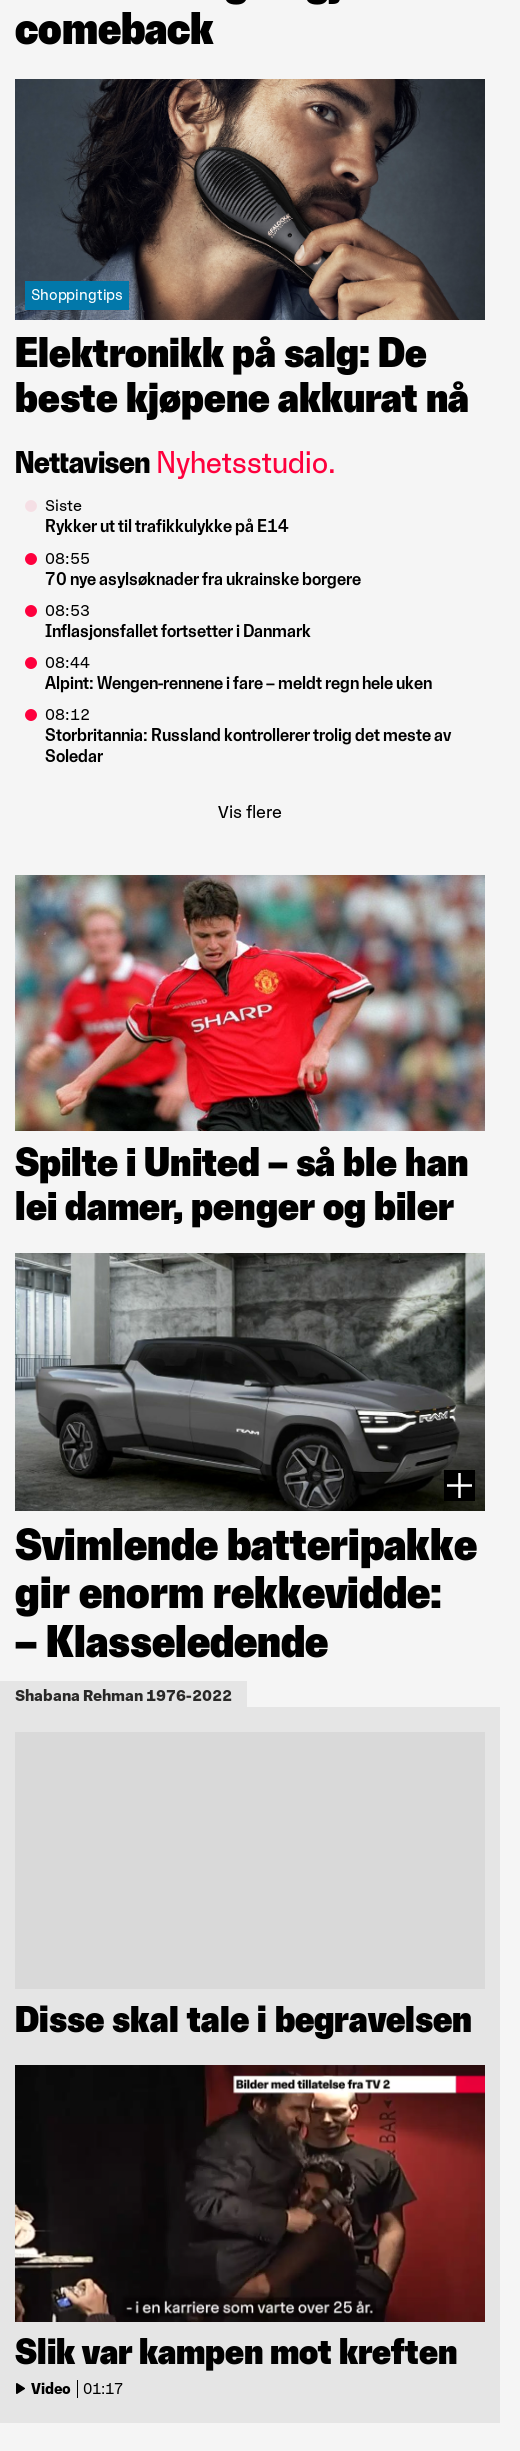 comeback
Shoppingtips
Elektronikk på salg: De
beste kjøpene akkurat nå
Nettavisen Nyhetsstudio.
Siste
Rykker ut til trafikkulykke på E14
08:55
70 nye asylsøknader fra ukrainske borgere
08:53
Inflasjonsfallet fortsetter i Danmark
08:44
Alpint: Wengen-rennene i fare – meldt regn hele uken
08:12
Storbritannia: Russland kontrollerer trolig det meste av
Soledar
Vis flere
SHARP
Spilte i United – så ble han
lei damer, penger og biler
RAM
RAM
Svimlende batteripakke
gir enorm rekkevidde:
– Klasseledende
Shabana Rehman 1976-2022
Disse skal tale i begravelsen
Bilder med tillatelse fra TV 2
& BAR
- i en karriere som varte over 25 år.
Slik var kampen mot kreften
Video 01:17